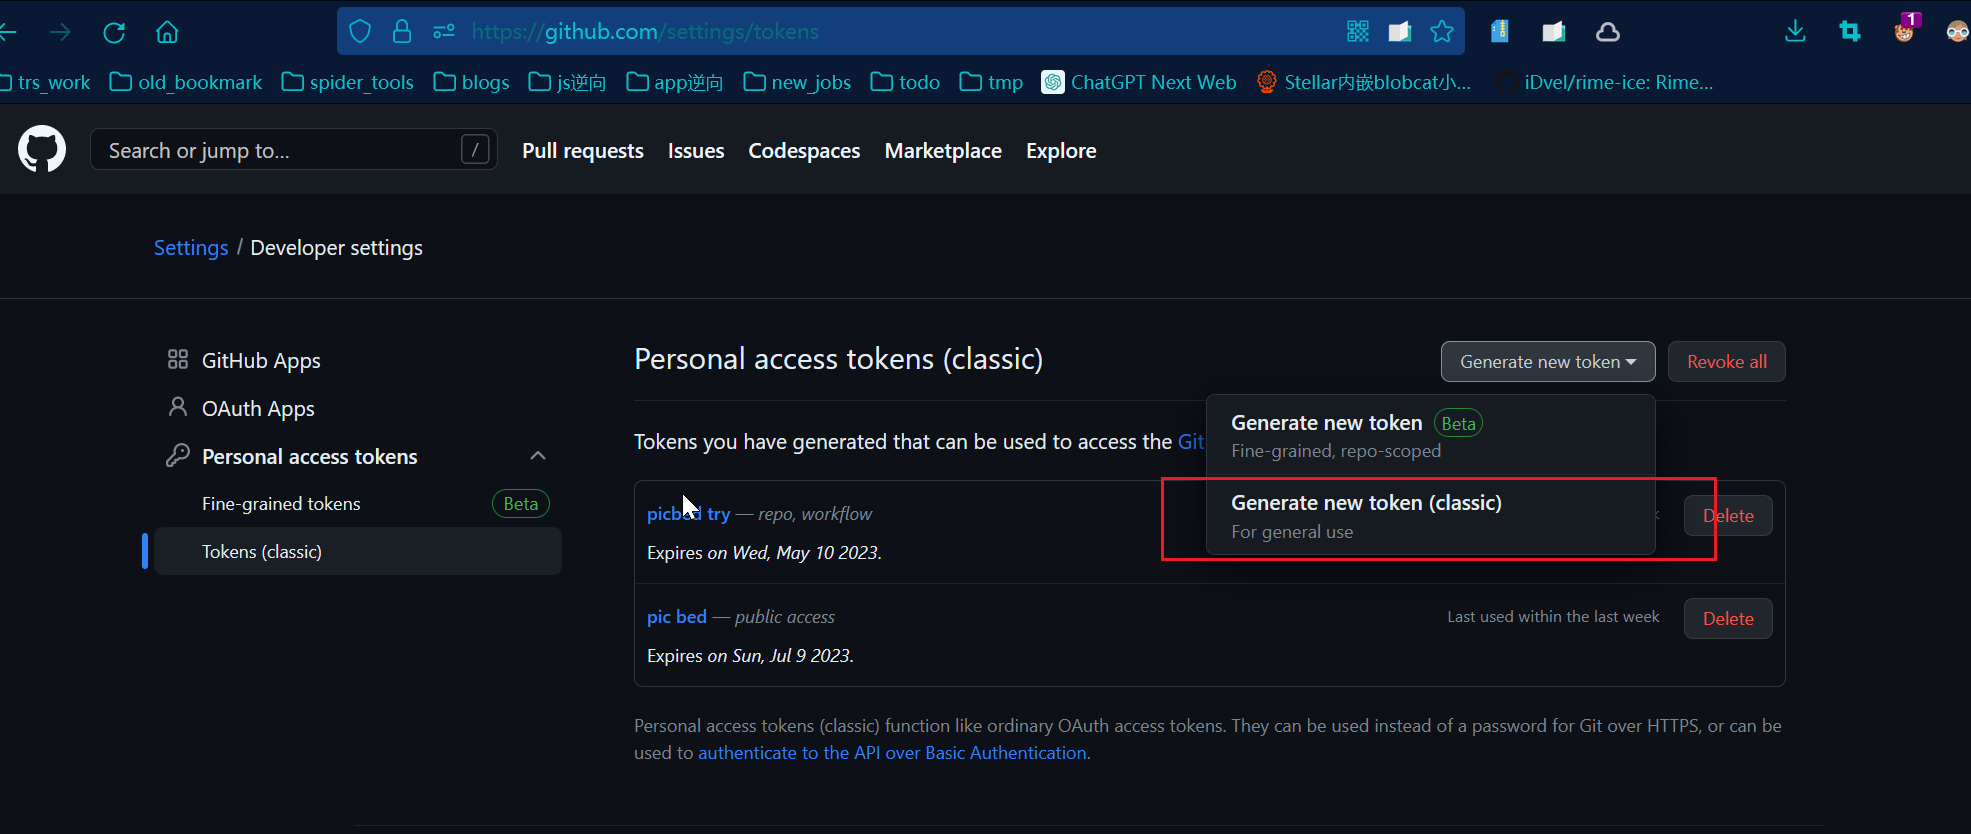 https://github.com/settings/tokens
1
trs_work old_bookmark spider_tools blogs js逆向 app逆向 new_jobs todo tmp ChatGPT Next Web Stellar内嵌blobcat小... iDvel/rime-ice: Rime...
Search or jump to... / Pull requests Issues Codespaces Marketplace Explore
Settings / Developer settings
GitHub Apps
OAuth Apps
Personal access tokens
Fine-grained tokens Beta
Tokens (classic)
Personal access tokens (classic) Generate new token Revoke all
Generate new token Beta
Fine-grained, repo-scoped
Generate new token (classic)
For general use
Tokens you have generated that can be used to access the Git
picbed try — repo, workflow Delete
Expires on Wed, May 10 2023.
pic bed — public access Last used within the last week Delete
Expires on Sun, Jul 9 2023.
Personal access tokens (classic) function like ordinary OAuth access tokens. They can be used instead of a password for Git over HTTPS, or can be
used to authenticate to the API over Basic Authentication.